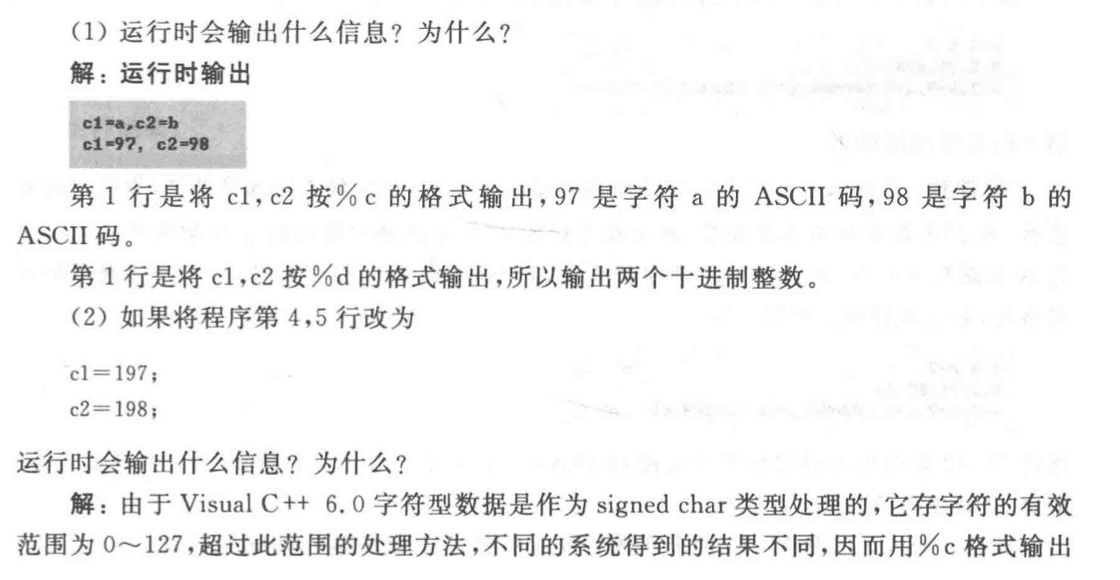 (1) 运行时会输出什么信息？为什么？
解：运行时输出
c1=a,c2=b
c1=97, c2=98
第 1 行是将 c1,c2 按%c 的格式输出,97 是字符 a 的 ASCII 码,98 是字符 b 的
ASCII 码。
第 1 行是将 c1,c2 按%d 的格式输出,所以输出两个十进制整数。
(2) 如果将程序第 4,5 行改为
c1=197;
c2=198;
运行时会输出什么信息？为什么？
解：由于 Visual C++ 6.0 字符型数据是作为 signed char 类型处理的,它存字符的有效
范围为 0～127,超过此范围的处理方法,不同的系统得到的结果不同,因而用%c 格式输出